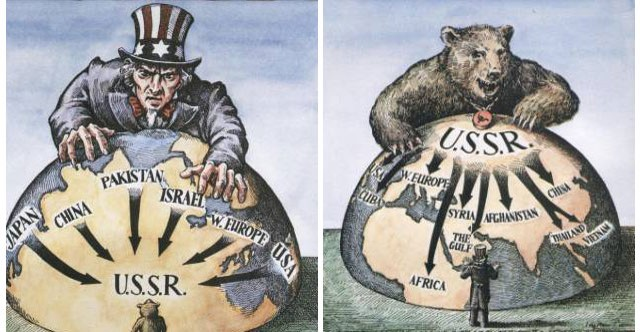 JAPAN
CHINA
PAKISTAN
ISRAEL
W. EUROPE
USA
U.S.S.R.
U.S.S.R.
CUBA
W. EUROPE
SYRIA
AFGHANISTAN
CHINA
THE
GULF
THAILAND
VIETNAM
AFRICA